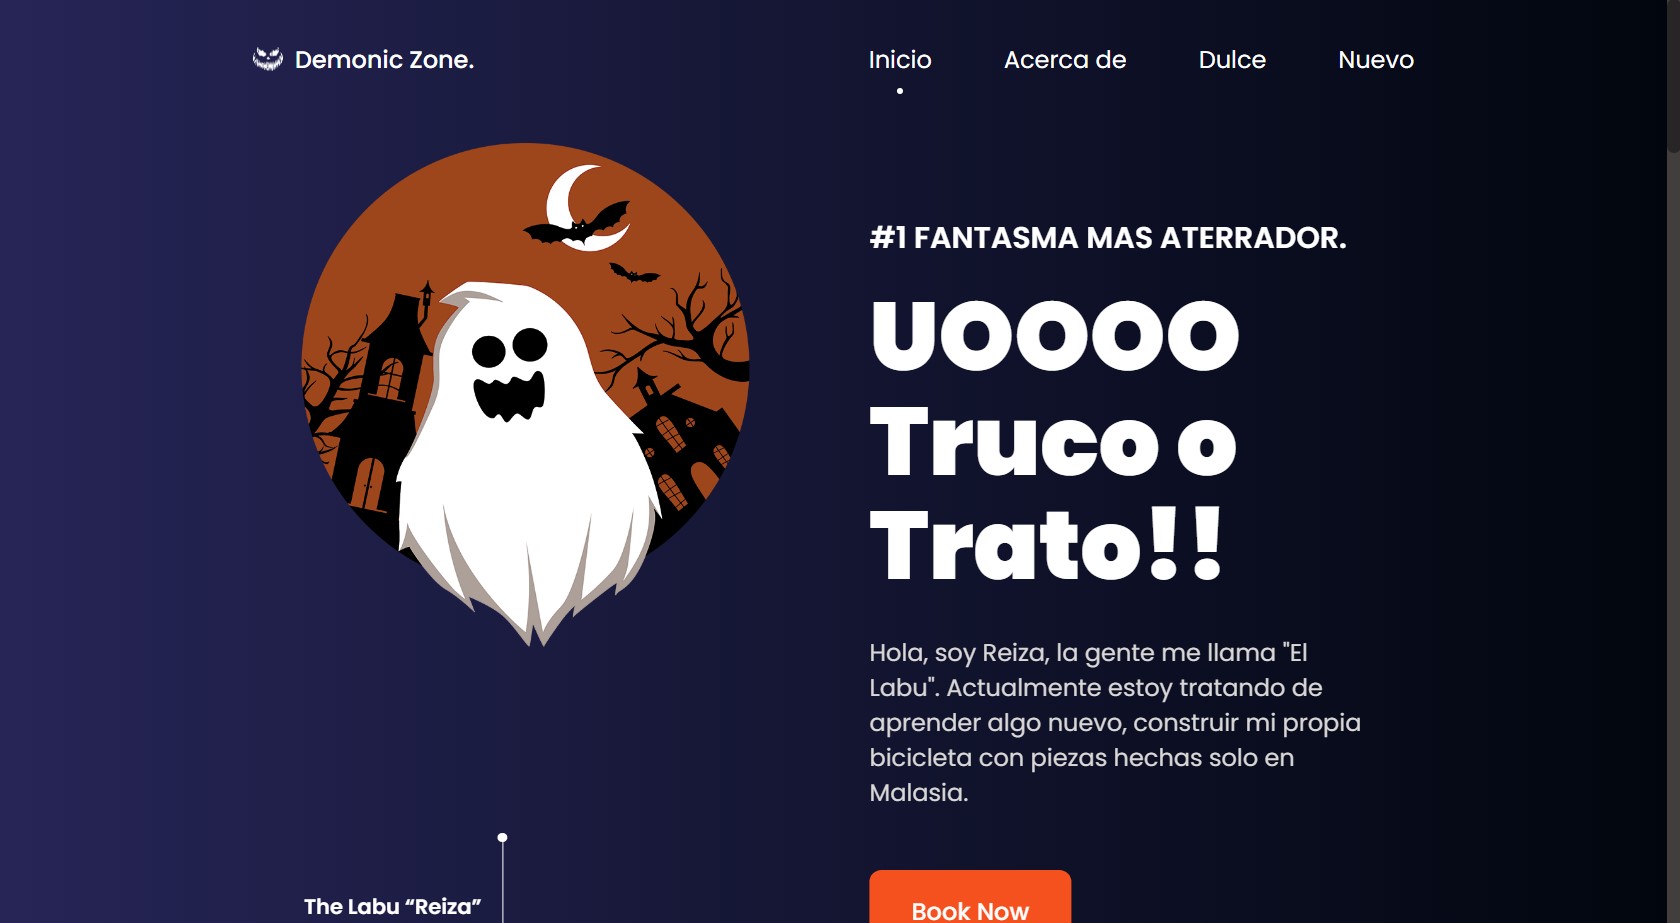 Demonic Zone.
Inicio
Acerca de
Dulce
Nuevo
#1 FANTASMA MAS ATERRADOR.
UOOOO
Truco o
Trato!!
Hola, soy Reiza, la gente me llama "El
Labu". Actualmente estoy tratando de
aprender algo nuevo, construir mi propia
bicicleta con piezas hechas solo en
Malasia.
The Labu “Reiza”
Book Now